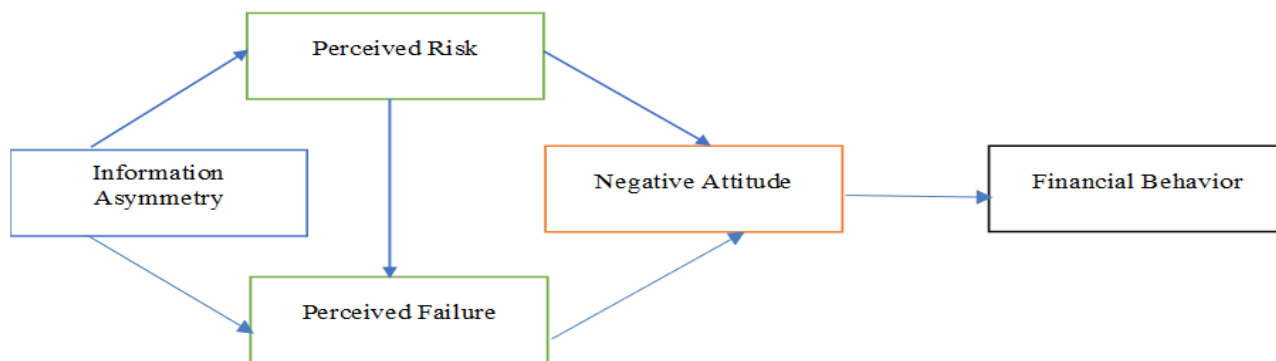 Perceived Risk
Information
Asymmetry
Negative Attitude
Financial Behavior
Perceived Failure